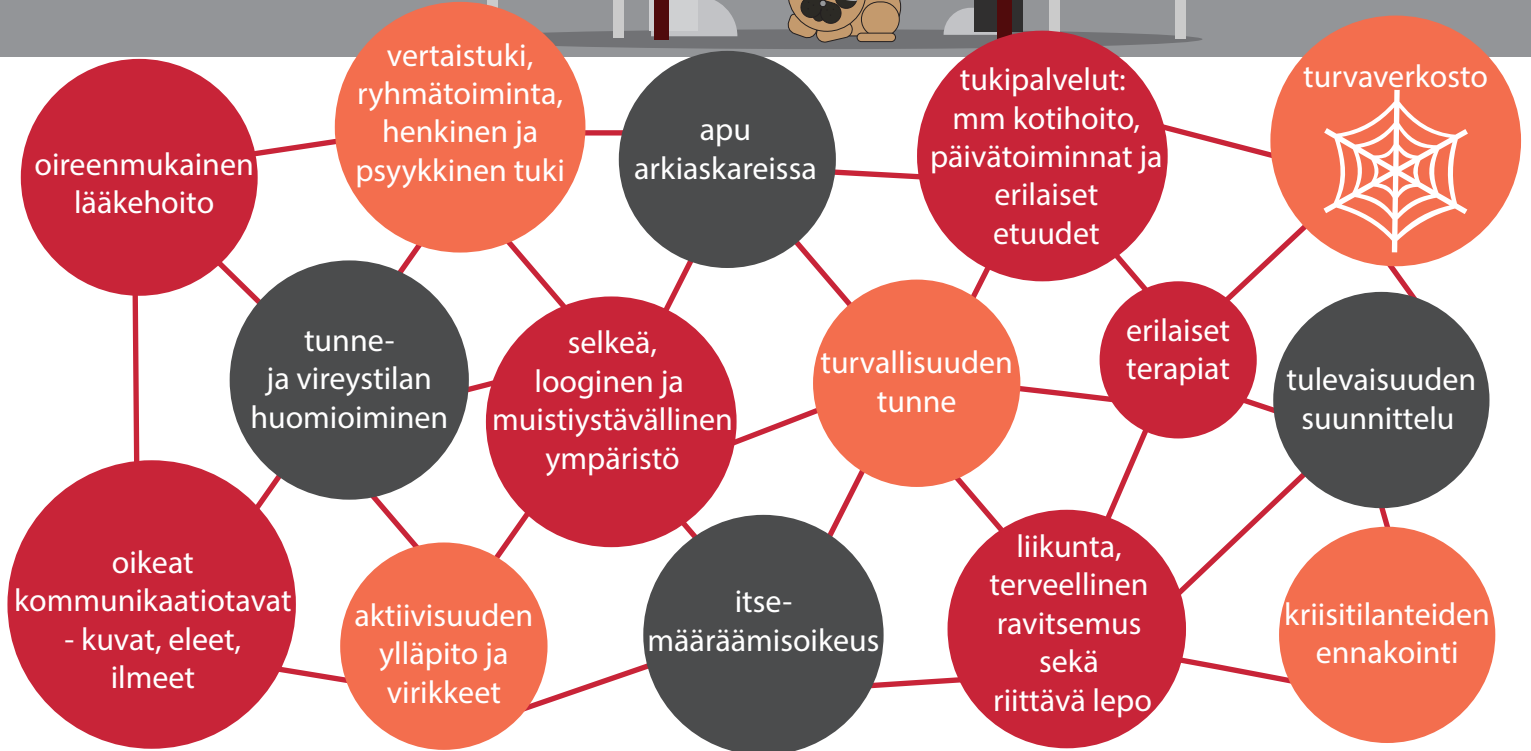 vertaistuki,
ryhmätoiminta,
henkinen ja
psyykkinen tuki
tukipalvelut:
mm kotihoito,
päivätoiminnat ja
erilaiset
etuudet
turvaverkosto
apu
arkiaskareissa
oireenmukainen
lääkehoito
tunne-
ja vireystilan
huomioiminen
selkeä,
looginen ja
muistiystävällinen
ympäristö
turvallisuuden
tunne
erilaiset
terapiat
tulevaisuuden
suunnittelu
oikeat
kommunikaatiotavat
- kuvat, eleet,
ilmeet
aktiivisuuden
ylläpito ja
virikkeet
itse-
määräämisoikeus
liikunta,
terveellinen
ravitsemus
sekä
riittävä lepo
kriisitilanteiden
ennakointi